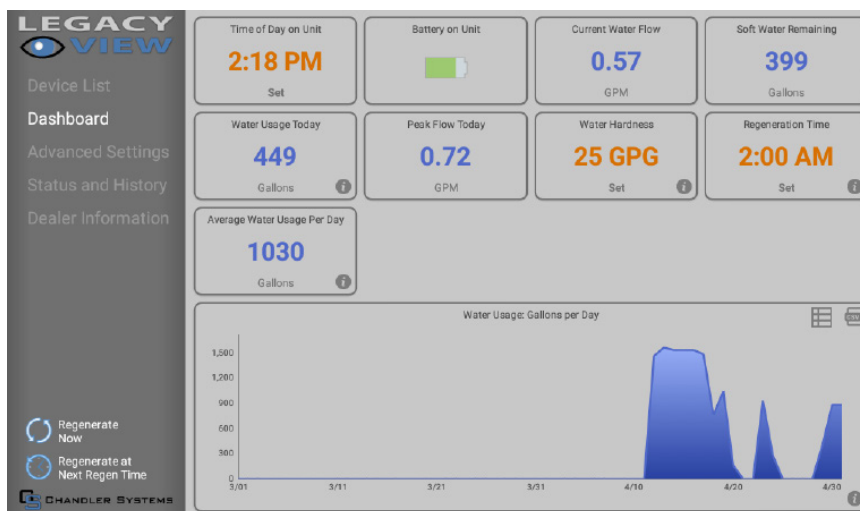 LEGACY
VIEW
Device List
Dashboard
Advanced Settings
Status and History
Dealer Information
Regenerate
Now
Regenerate at
Next Regen Time
CS CHANDLER SYSTEMS
Time of Day on Unit
2:18 PM
Set
Battery on Unit
Current Water Flow
0.57
GPM
Soft Water Remaining
399
Gallons
Water Usage Today
449
Gallons
i
Peak Flow Today
0.72
GPM
Water Hardness
25 GPG
Set
i
Regeneration Time
2:00 AM
Set
i
Average Water Usage Per Day
1030
Gallons
i
Water Usage: Gallons per Day
CSV
1,500
1,200
900
600
300
0
3/01
3/11
3/21
3/31
4/10
4/20
4/30
i